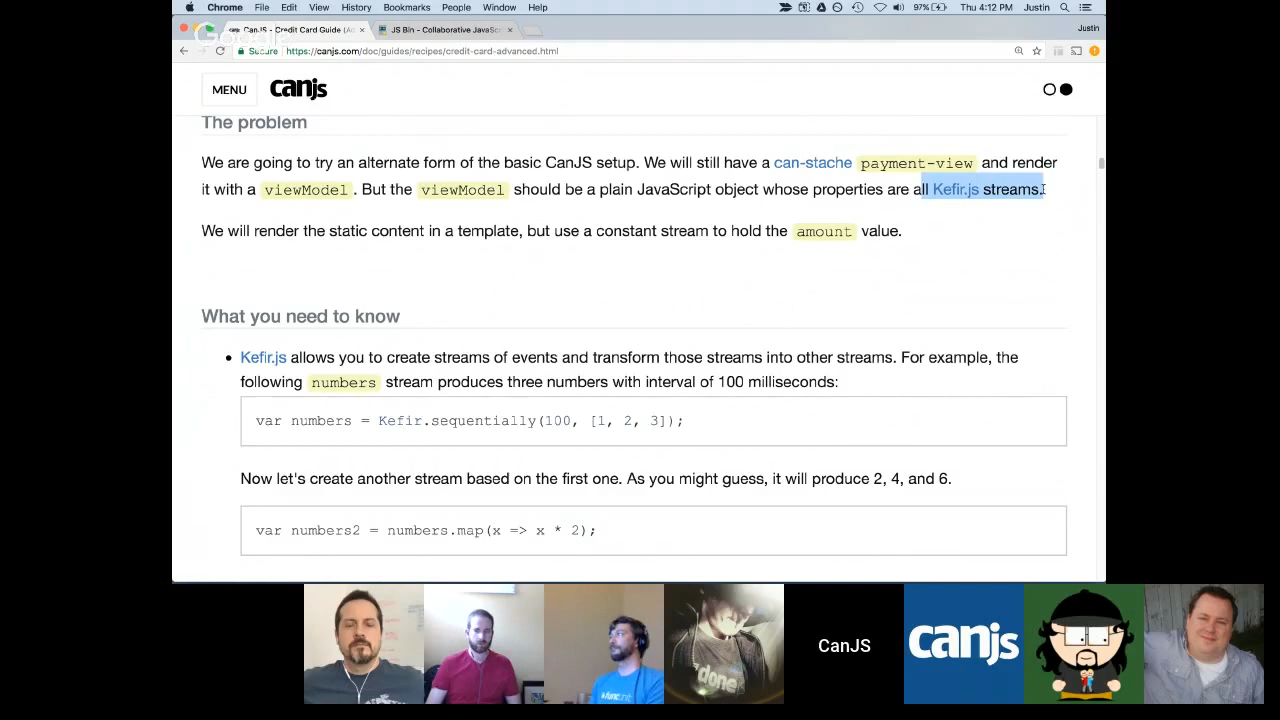 Chrome File Edit View History Bookmarks People Window Help 97% Thu 4:12 PM Justin
CanJS - Credit Card Guide (Ad JS Bin - Collaborative JavaScr Justin
Secure https://canjs.com/doc/guides/recipes/credit-card-advanced.html
MENU canjs
The problem
We are going to try an alternate form of the basic CanJS setup. We will still have a can-stache payment-view and render
it with a viewModel. But the viewModel should be a plain JavaScript object whose properties are all Kefir.js streams.
We will render the static content in a template, but use a constant stream to hold the amount value.
What you need to know
• Kefir.js allows you to create streams of events and transform those streams into other streams. For example, the
following numbers stream produces three numbers with interval of 100 milliseconds:
var numbers = Kefir.sequentially(100, [1, 2, 3]);
Now let's create another stream based on the first one. As you might guess, it will produce 2, 4, and 6.
var numbers2 = numbers.map(x => x * 2);
done
func.init
CanJS
canjs